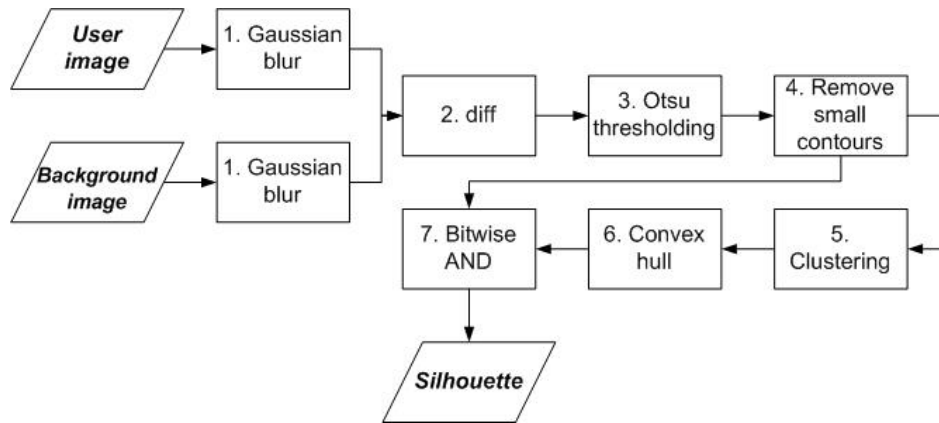 User
image
1. Gaussian
blur
2. diff
3. Otsu
thresholding
4. Remove
small
contours
Background
image
1. Gaussian
blur
7. Bitwise
AND
6. Convex
hull
5.
Clustering
Silhouette